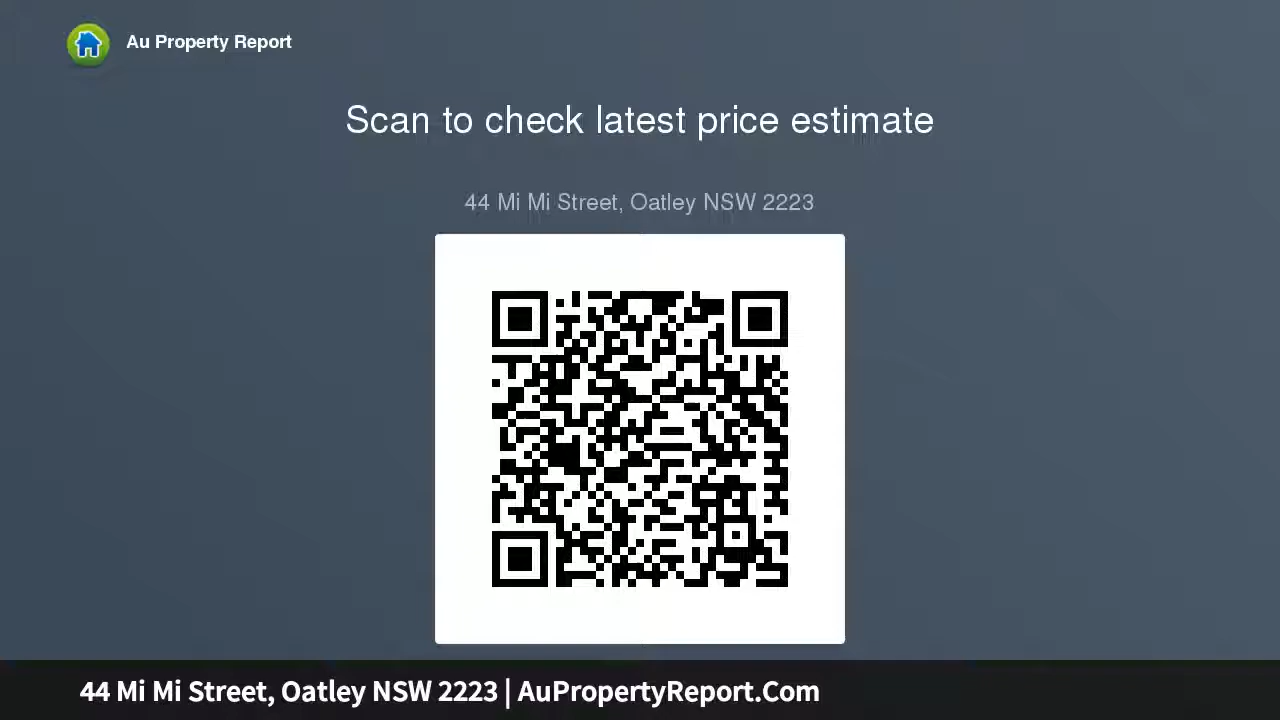 Au Property Report
Scan to check latest price estimate
44 Mi Mi Street, Oatley NSW 2223
44 Mi Mi Street, Oatley NSW 2223 | AuPropertyReport.Com